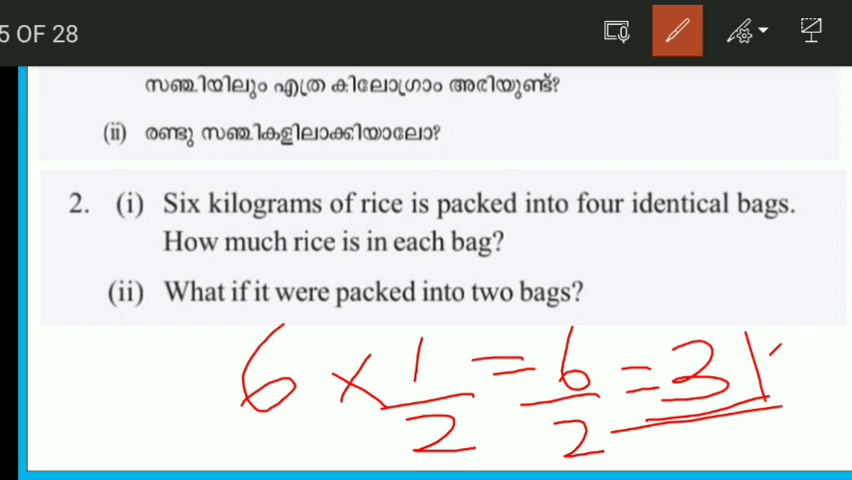 5 OF 28
സഞ്ചിയിലും എത്ര കിലോഗ്രാം അരിയുണ്ട്?
(ii) രണ്ടു സഞ്ചികളിലാക്കിയാലോ?
2. (i) Six kilograms of rice is packed into four identical bags.
How much rice is in each bag?
(ii) What if it were packed into two bags?
6 × 1/2 = 6/2 = 3